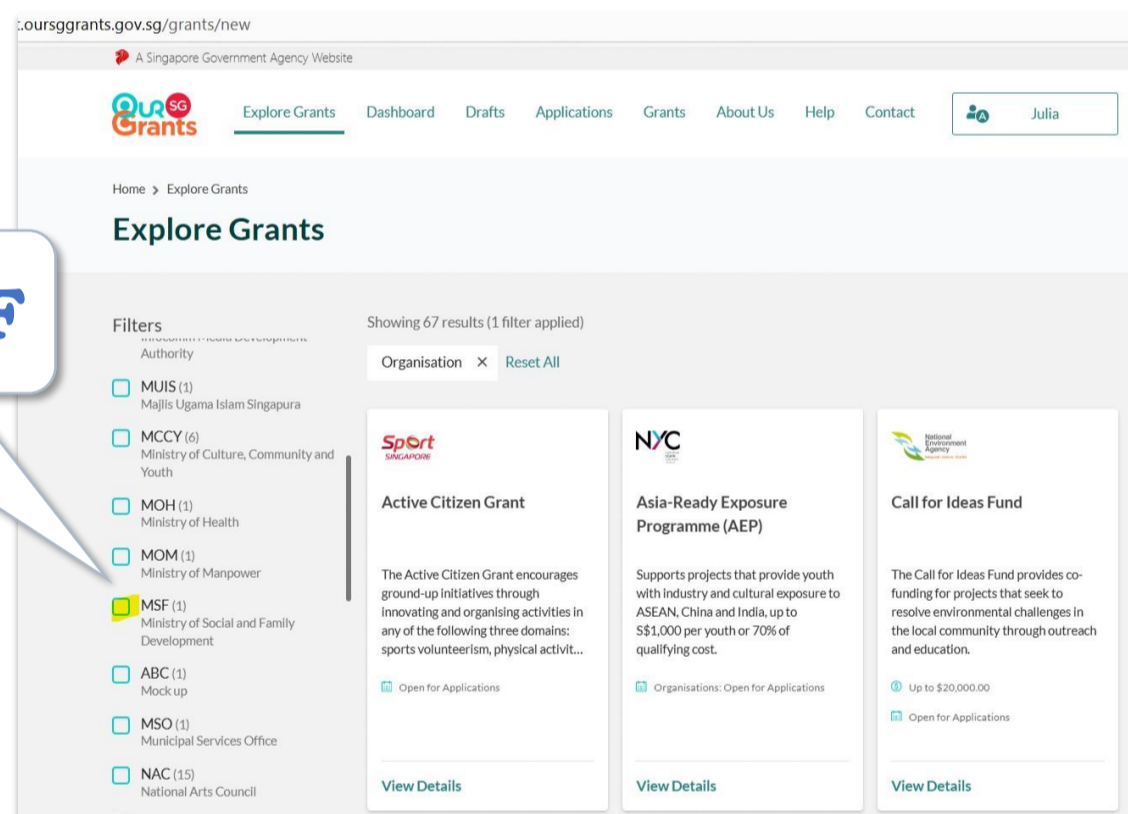 .oursggrants.gov.sg/grants/new
A Singapore Government Agency Website
OUR SG
Grants
Explore Grants
Dashboard
Drafts
Applications
Grants
About Us
Help
Contact
Julia
Home > Explore Grants
Explore Grants
F
Filters
Infocomm Media Development
Authority
MUIS (1)
Majlis Ugama Islam Singapura
MCCY (6)
Ministry of Culture, Community and
Youth
MOH (1)
Ministry of Health
MOM (1)
Ministry of Manpower
MSF (1)
Ministry of Social and Family
Development
ABC (1)
Mock up
MSO (1)
Municipal Services Office
NAC (15)
National Arts Council
Showing 67 results (1 filter applied)
Organisation ×
Reset All
Sport
SINGAPORE
Active Citizen Grant
The Active Citizen Grant encourages
ground-up initiatives through
innovating and organising activities in
any of the following three domains:
sports volunteerism, physical activit...
Open for Applications
View Details
NYC
Asia-Ready Exposure
Programme (AEP)
Supports projects that provide youth
with industry and cultural exposure to
ASEAN, China and India, up to
S$1,000 per youth or 70% of
qualifying cost.
Organisations: Open for Applications
View Details
National
Environment
Agency
Call for Ideas Fund
The Call for Ideas Fund provides co-
funding for projects that seek to
resolve environmental challenges in
the local community through outreach
and education.
Up to $20,000.00
Open for Applications
View Details